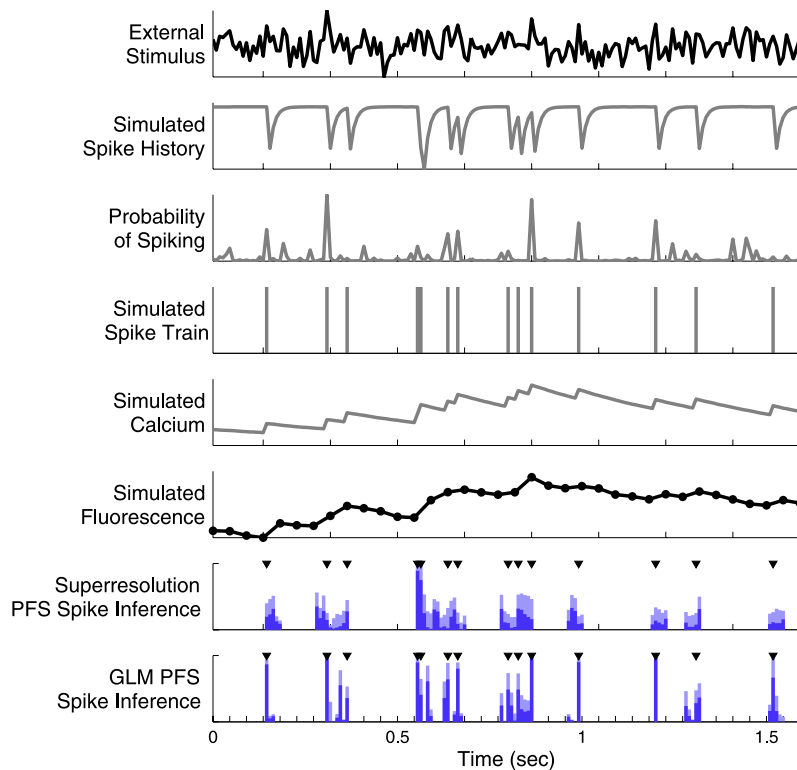 External
Stimulus
Simulated
Spike History
Probability
of Spiking
Simulated
Spike Train
Simulated
Calcium
Simulated
Fluorescence
Superresolution
PFS Spike Inference
GLM PFS
Spike Inference
0 0.5 1 1.5
Time (sec)